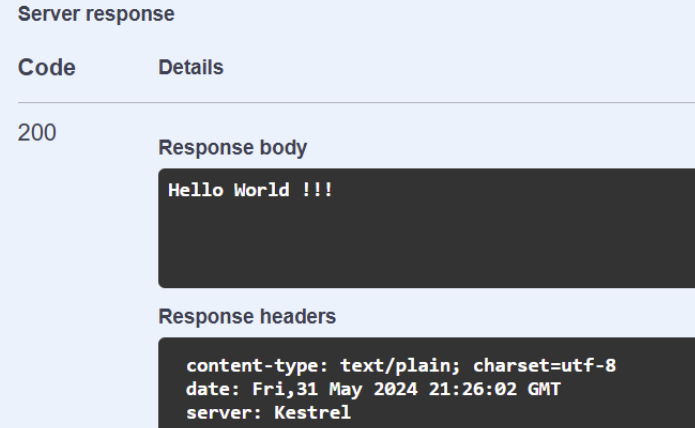 Server response
Code Details
200
Response body
Hello World !!!
Response headers
content-type: text/plain; charset=utf-8
date: Fri,31 May 2024 21:26:02 GMT
server: Kestrel